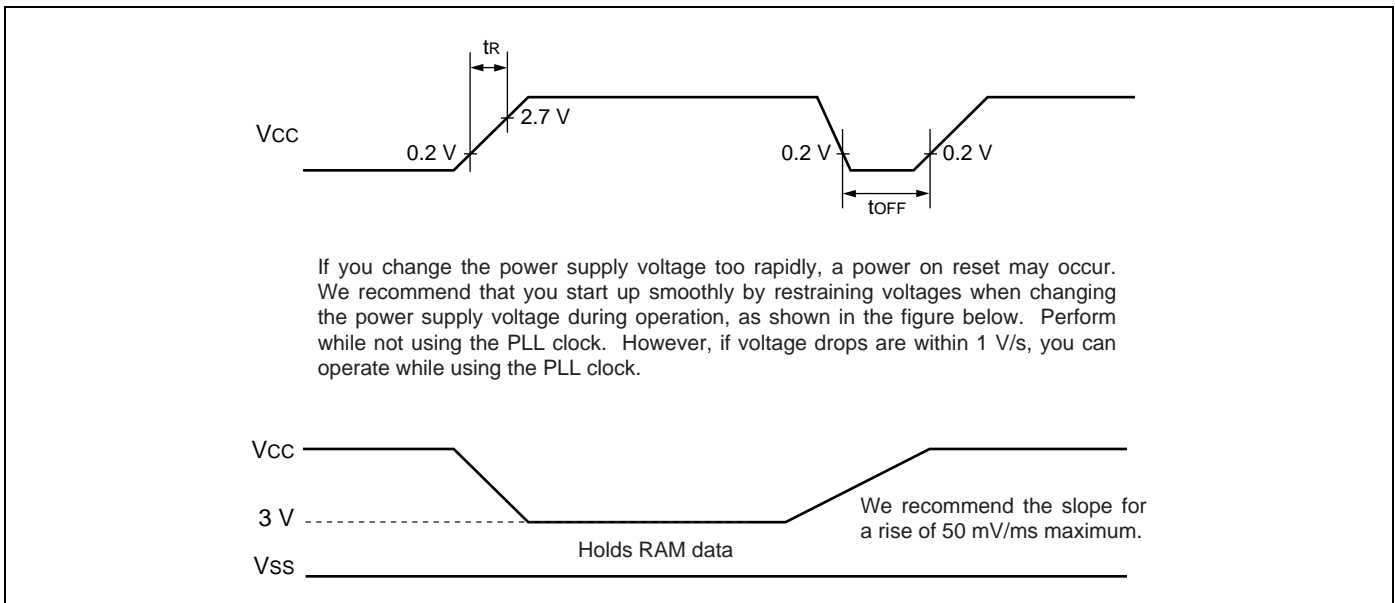 tR
2.7 V
VCC
0.2 V
0.2 V
0.2 V
tOFF
If you change the power supply voltage too rapidly, a power on reset may occur.
We recommend that you start up smoothly by restraining voltages when changing
the power supply voltage during operation, as shown in the figure below. Perform
while not using the PLL clock. However, if voltage drops are within 1 V/s, you can
operate while using the PLL clock.
VCC
3 V
We recommend the slope for
a rise of 50 mV/ms maximum.
Holds RAM data
VSS